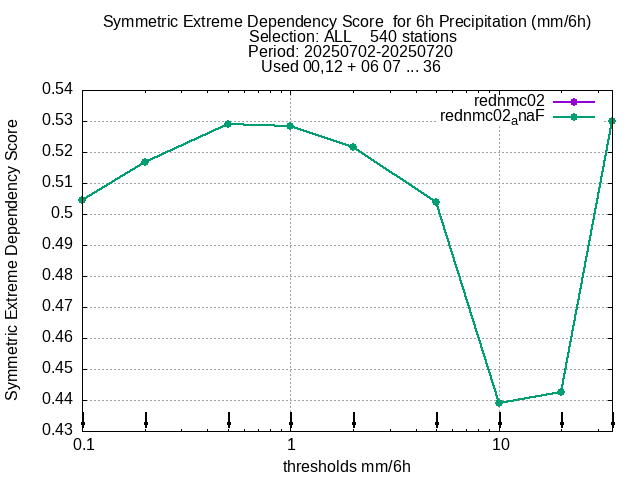 Symmetric Extreme Dependency Score  for 6h Precipitation (mm/6h)
Selection: ALL    540 stations
Period: 20250702-20250720
Used 00,12 + 06 07 ... 36
rednmc02
rednmc02anaF
Symmetric Extreme Dependency Score
0.54
0.53
0.52
0.51
0.5
0.49
0.48
0.47
0.46
0.45
0.44
0.43
0.1 1 10
thresholds mm/6h